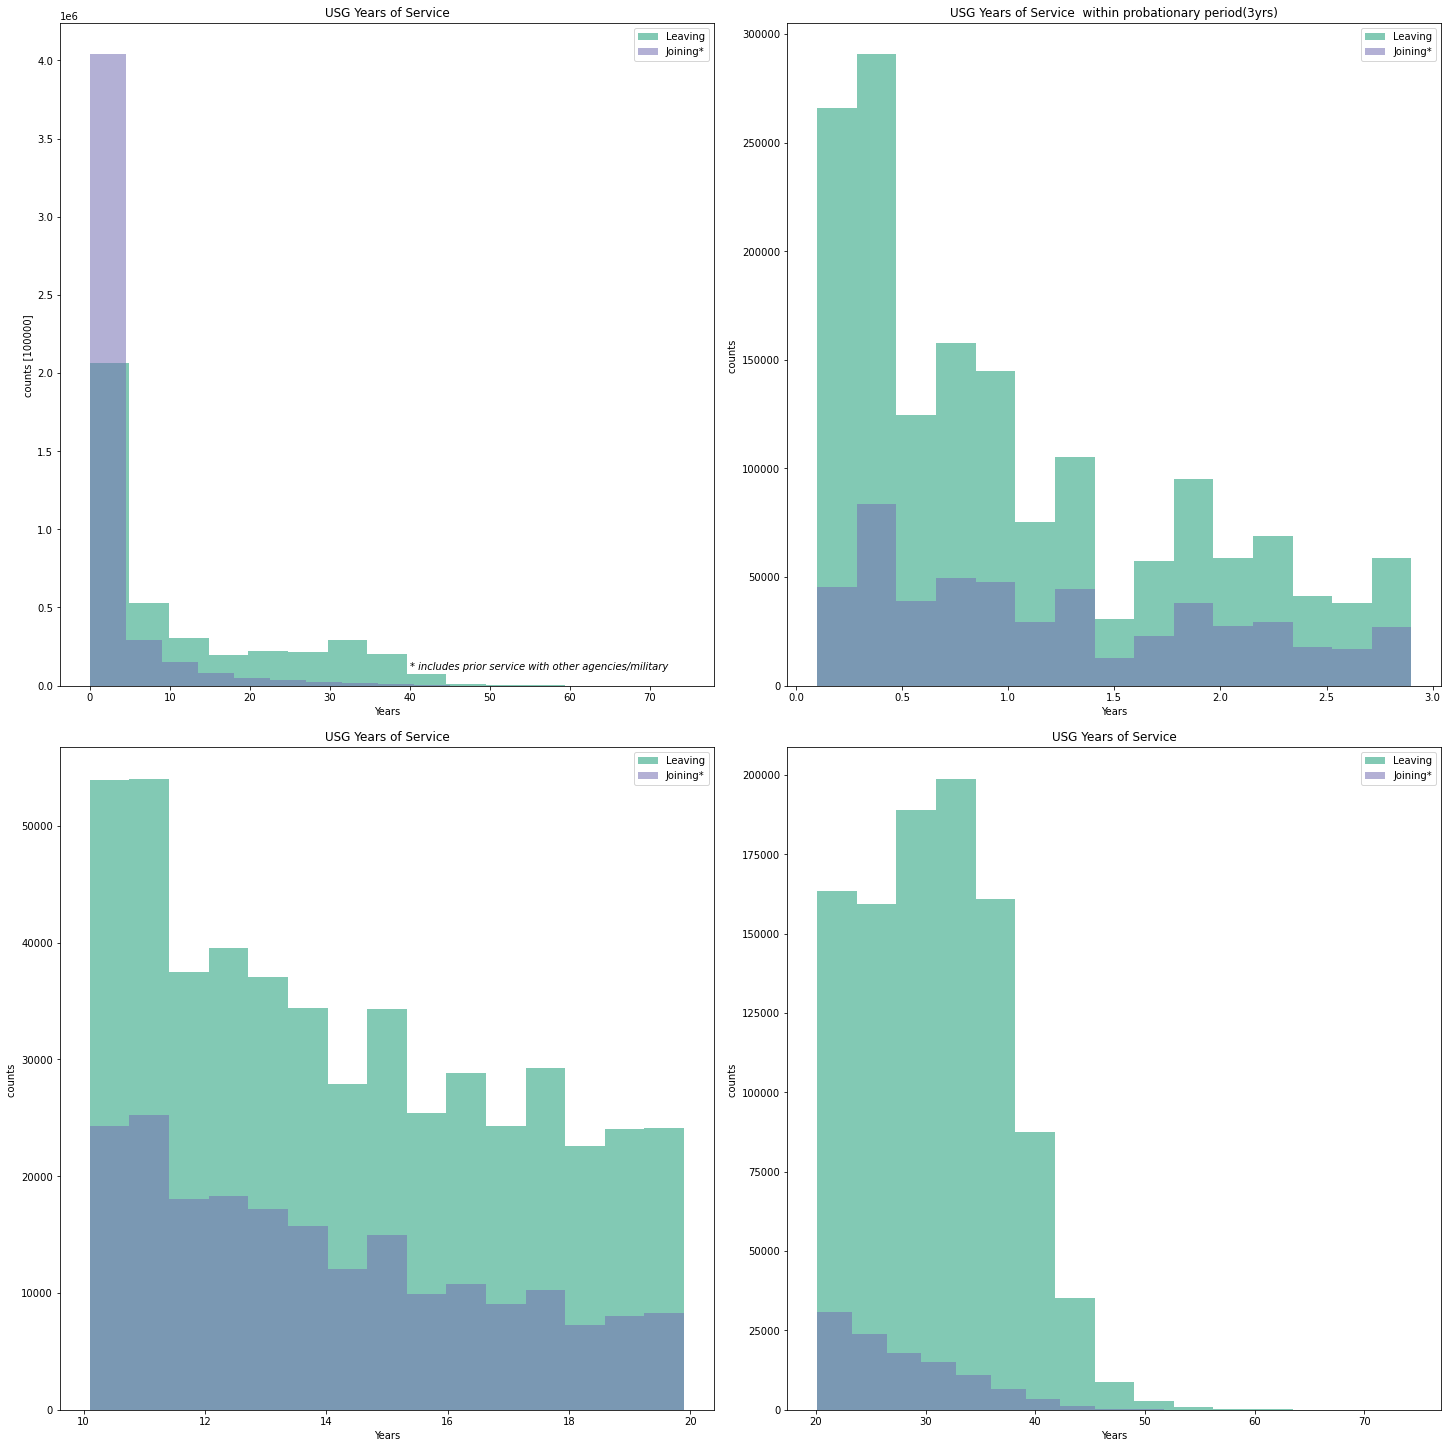 USG Years of Service
1e6
Leaving
Joining*
4.0
3.5
3.0
2.5
2.0
1.5
1.0
0.5
0.0
counts [100000]
* includes prior service with other agencies/military
0 10 20 30 40 50 60 70
Years
USG Years of Service  within probationary period(3yrs)
Leaving
Joining*
300000
250000
200000
150000
100000
50000
0
counts
0.0 0.5 1.0 1.5 2.0 2.5 3.0
Years
USG Years of Service
Leaving
Joining*
50000
40000
30000
20000
10000
0
counts
10 12 14 16 18 20
Years
USG Years of Service
Leaving
Joining*
200000
175000
150000
125000
100000
75000
50000
25000
0
counts
20 30 40 50 60 70
Years